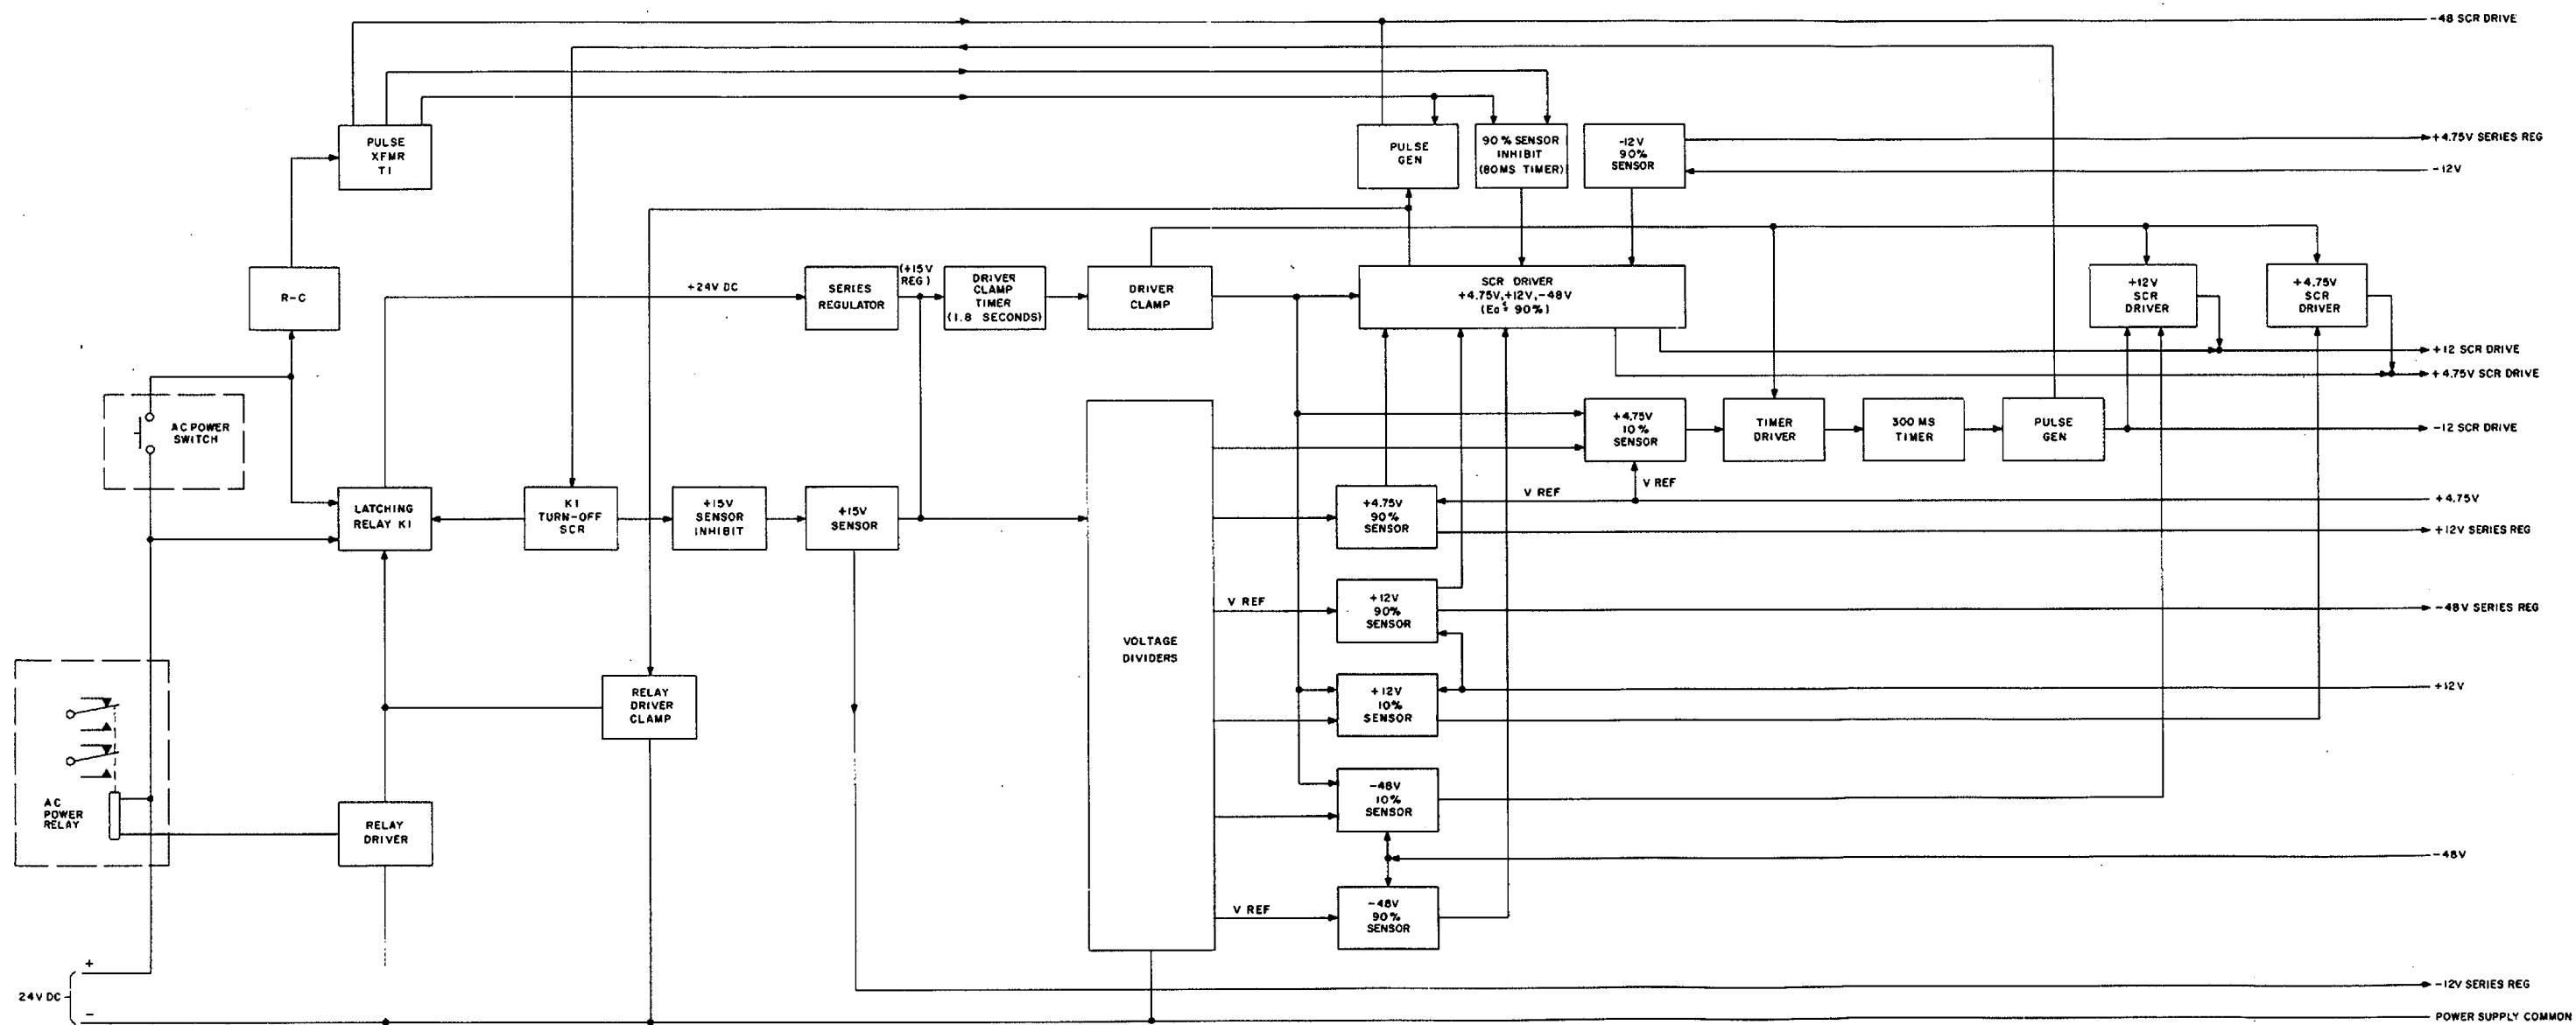 -48 SCR DRIVE
PULSE
XFMR
T1
PULSE
GEN
90% SENSOR
INHIBIT
(80MS TIMER)
-12V
90%
SENSOR
+4.75V SERIES REG
-12V
R-C
+24V DC
SERIES
REGULATOR
(+15V
REG)
DRIVER
CLAMP
TIMER
(1.8 SECONDS)
DRIVER
CLAMP
SCR DRIVER
+4.75V,+12V,-48V
+12V
SCR
DRIVER
+4.75V
SCR
DRIVER
+12 SCR DRIVE
+4.75V SCR DRIVE
AC POWER
SWITCH
+4.75V
10%
SENSOR
TIMER
DRIVER
300 MS
TIMER
PULSE
GEN
-12 SCR DRIVE
LATCHING
RELAY K1
K1
TURN-OFF
SCR
+15V
SENSOR
INHIBIT
+15V
SENSOR
+4.75V
90%
SENSOR
V REF
V REF
+4.75V
+12V SERIES REG
V REF
+12V
90%
SENSOR
-48V SERIES REG
VOLTAGE
DIVIDERS
RELAY
DRIVER
CLAMP
+12V
10%
SENSOR
+12V
AC
POWER
RELAY
RELAY
DRIVER
-48V
10%
SENSOR
-48V
V REF
-48V
90%
SENSOR
+
24V DC
-
-12V SERIES REG
POWER SUPPLY COMMON